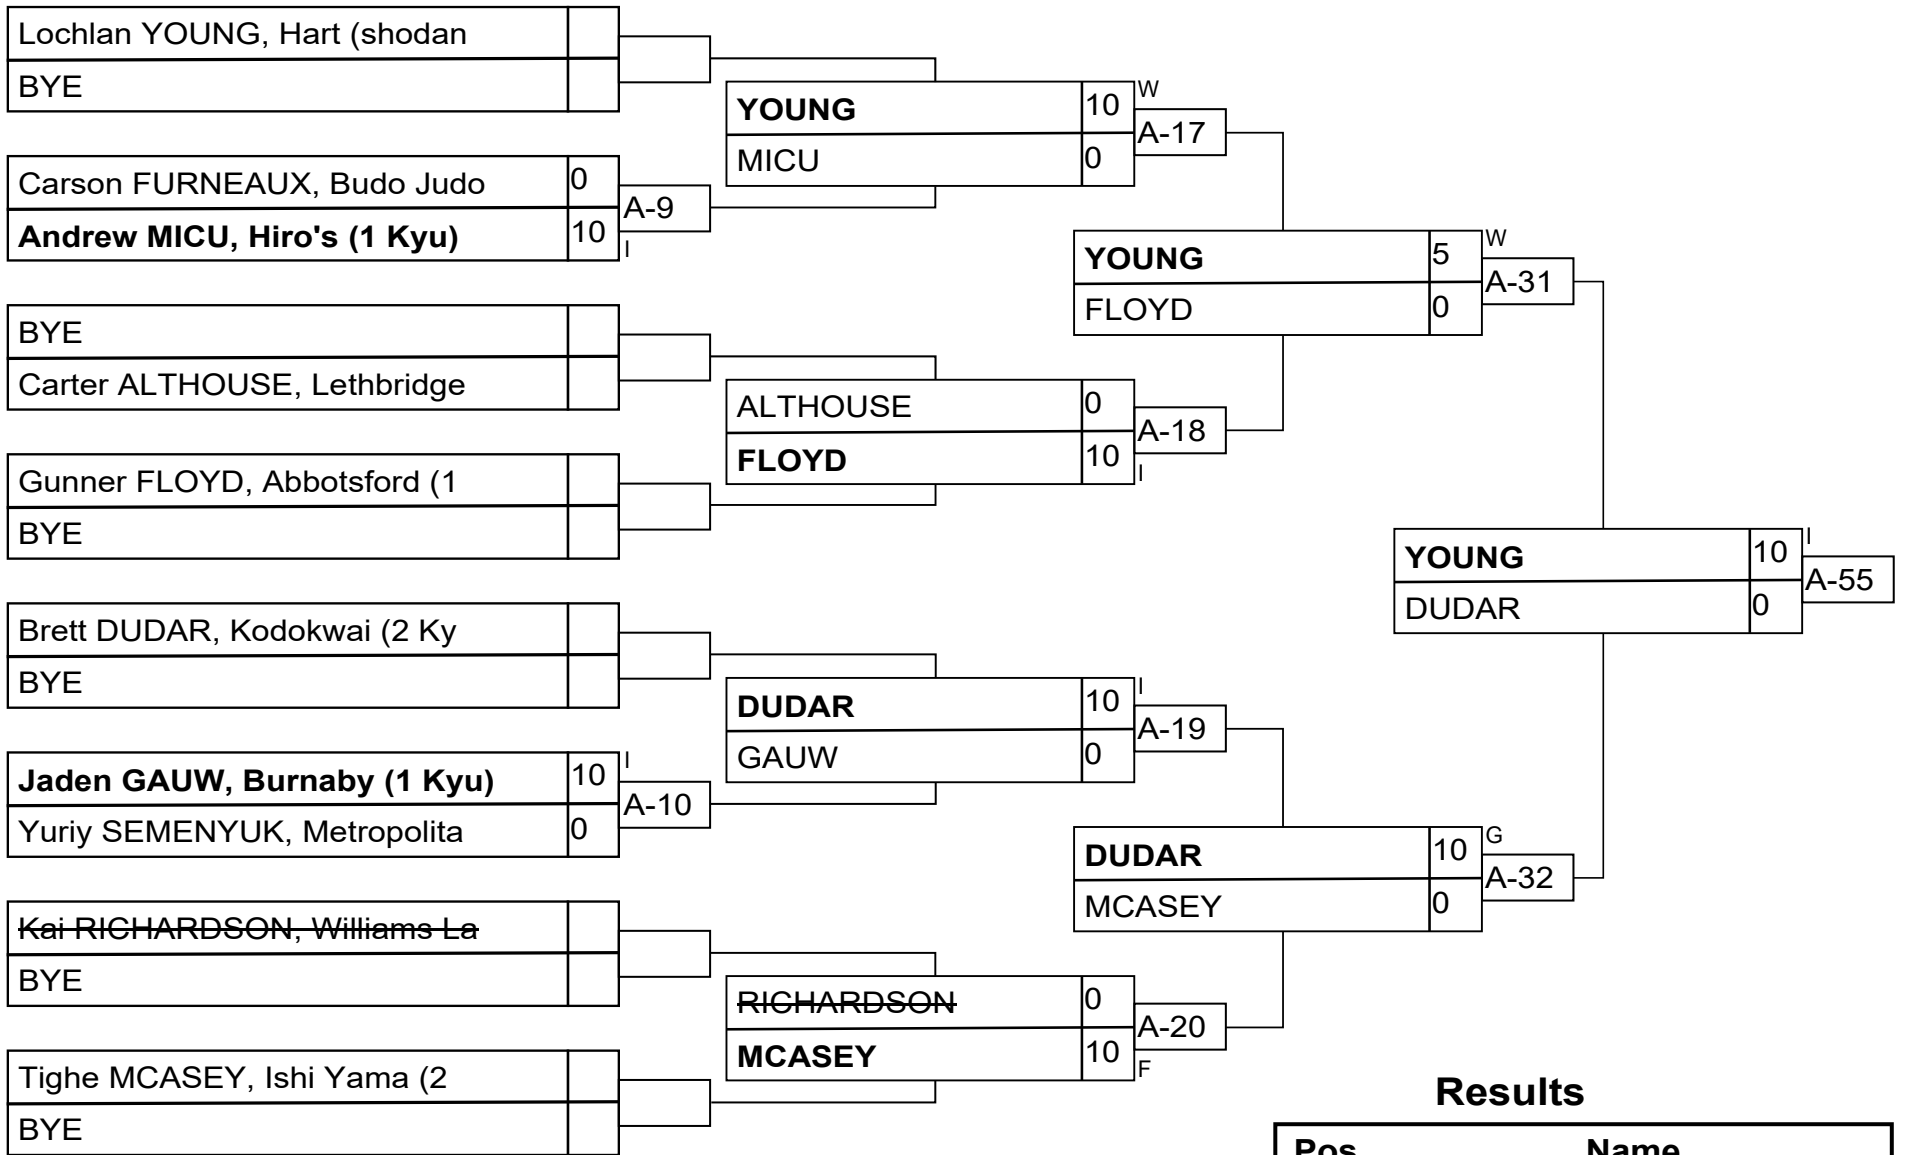 Lochlan YOUNG, Hart (shodan
BYE
Carson FURNEAUX, Budo Judo 0
Andrew MICU, Hiro's (1 Kyu) 10
A-9
I
BYE
Carter ALTHOUSE, Lethbridge
Gunner FLOYD, Abbotsford (1
BYE
Brett DUDAR, Kodokwai (2 Ky
BYE
Jaden GAUW, Burnaby (1 Kyu) 10
Yuriy SEMENYUK, Metropolita 0
I
A-10
Kai RICHARDSON, Williams La
BYE
Tighe MCASEY, Ishi Yama (2
BYE
YOUNG 10
MICU 0
W
A-17
ALTHOUSE 0
FLOYD 10
A-18
I
DUDAR 10
GAUW 0
I
A-19
RICHARDSON 0
MCASEY 10
A-20
F
YOUNG 5
FLOYD 0
W
A-31
DUDAR 10
MCASEY 0
G
A-32
YOUNG 10
DUDAR 0
I
A-55
Results
Pos Name